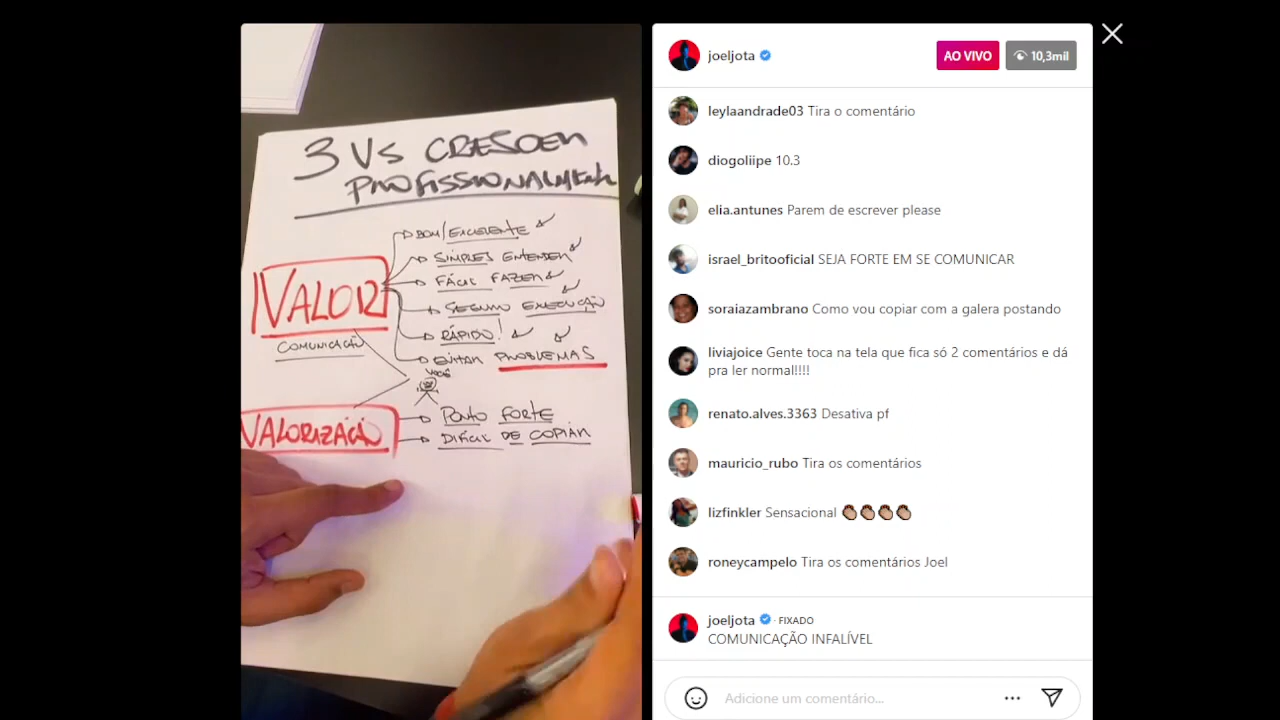 3 Vs CRESCER
PROFISSIONALMENTE
BOM/EXCELENTE
SIMPLES ENTENDER
FÁCIL FAZER
SEGURO EXECUÇÃO
RÁPIDO!
EVITAR PROBLEMAS
VALOR
COMUNICAÇÃO
VOCÊ
VALORIZAÇÃO
PONTO FORTE
DIFÍCIL DE COPIAR
joeljota
AO VIVO
10,3mil
leylaandrade03 Tira o comentário
diogoliipe 10.3
elia.antunes Parem de escrever please
israel_britooficial SEJA FORTE EM SE COMUNICAR
soraiazambrano Como vou copiar com a galera postando
liviajoice Gente toca na tela que fica só 2 comentários e dá
pra ler normal!!!!
renato.alves.3363 Desativa pf
mauricio_rubo Tira os comentários
lizfinkler Sensacional 👏👏👏👏
roneycampelo Tira os comentários Joel
joeljota · FIXADO
COMUNICAÇÃO INFALÍVEL
Adicione um comentário...